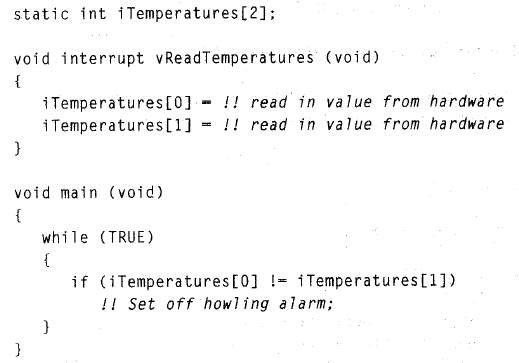 static int iTemperatures[2];
void interrupt vReadTemperatures (void)
{
iTemperatures[0] = !! read in value from hardware
iTemperatures[1] = !! read in value from hardware
}
void main (void)
{
while (TRUE)
{
if (iTemperatures[0] != iTemperatures[1])
!! Set off howling alarm;
}
}